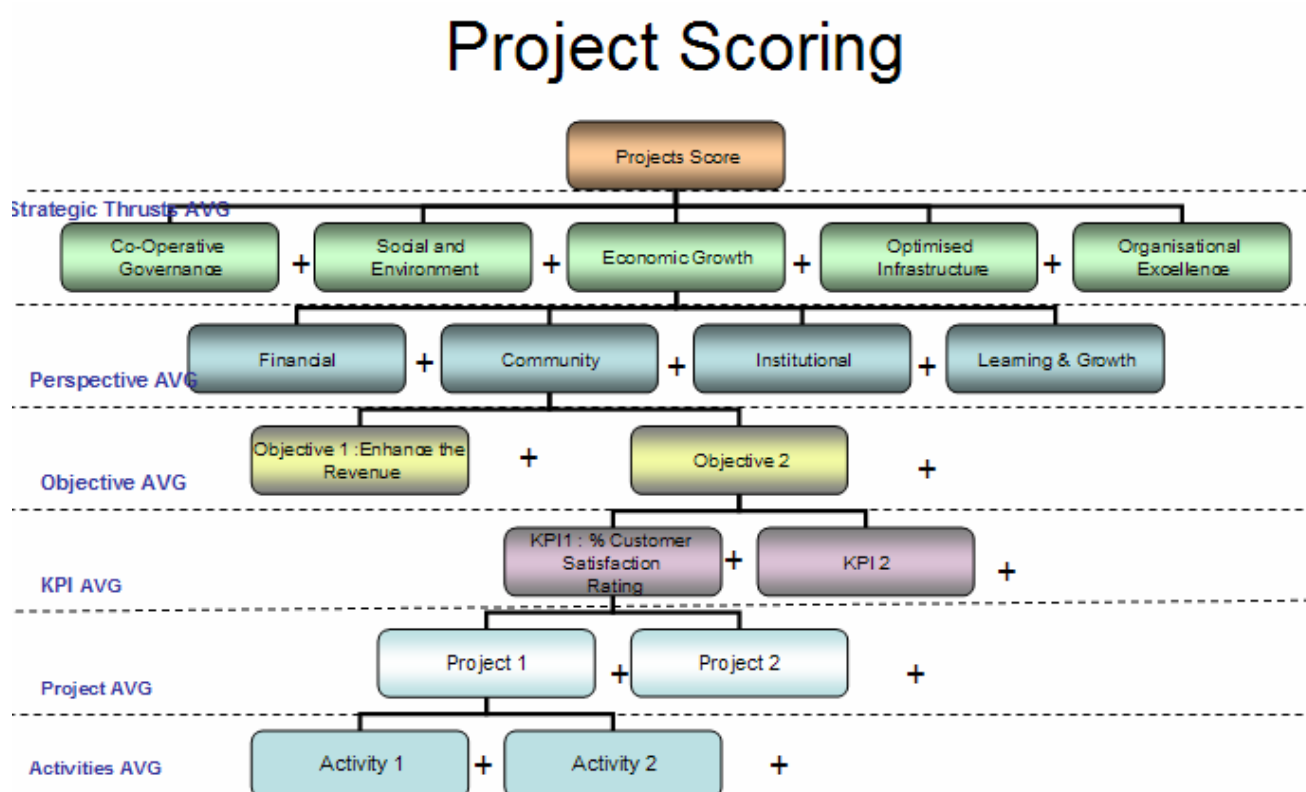 Project Scoring
Projects Score
Strategic Thrusts AVG
Co-Operative
Governance
+
Social and
Environment
+
Economic Growth
+
Optimised
Infrastructure
+
Organisational
Excellence
Perspective AVG
Financial
+
Community
+
Institutional
+
Learning & Growth
Objective AVG
Objective 1 :Enhance the
Revenue
+
Objective 2
+
KPI AVG
KPI1 : % Customer
Satisfaction
Rating
+
KPI 2
+
Project AVG
Project 1
+
Project 2
+
Activities AVG
Activity 1
+
Activity 2
+